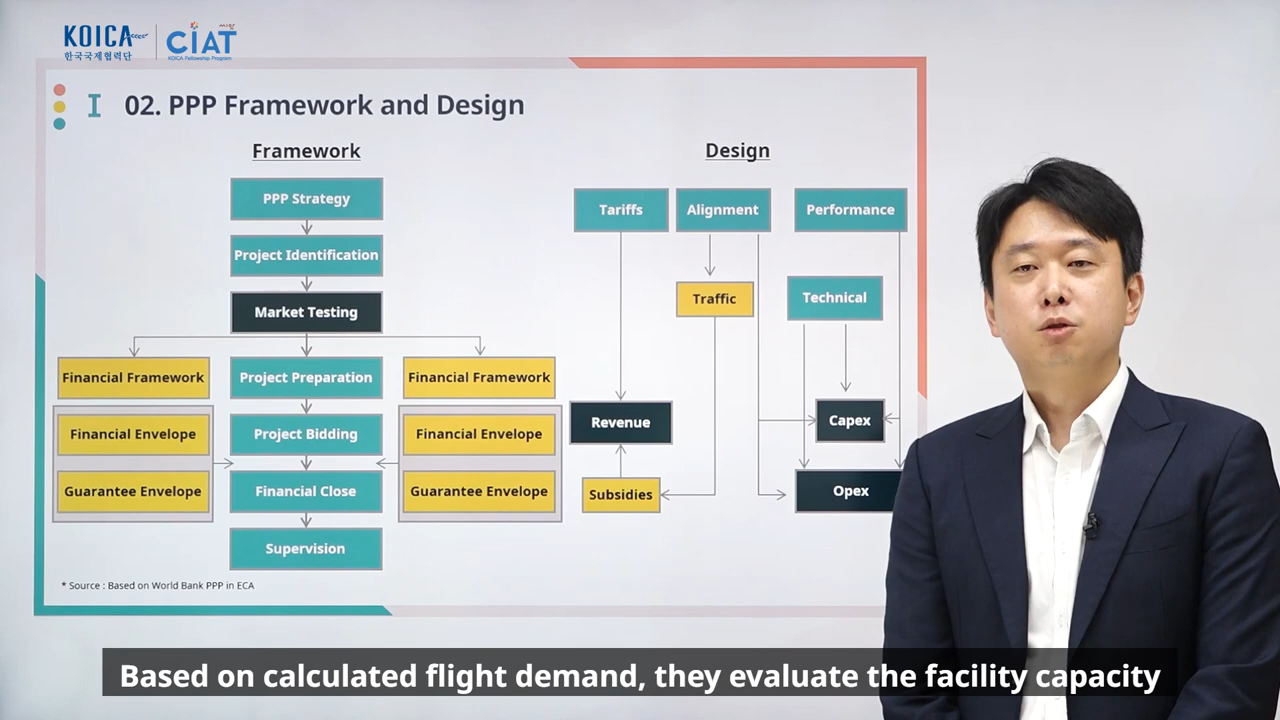 KOICA
한국국제협력단
씨앗
CIAT
KOICA Fellowship Program
I 02. PPP Framework and Design
Framework
PPP Strategy
Project Identification
Market Testing
Financial Framework
Project Preparation
Financial Framework
Financial Envelope
Project Bidding
Financial Envelope
Guarantee Envelope
Financial Close
Guarantee Envelope
Supervision
Design
Tariffs
Alignment
Performance
Traffic
Technical
Revenue
Capex
Subsidies
Opex
* Source : Based on World Bank PPP in ECA
Based on calculated flight demand, they evaluate the facility capacity